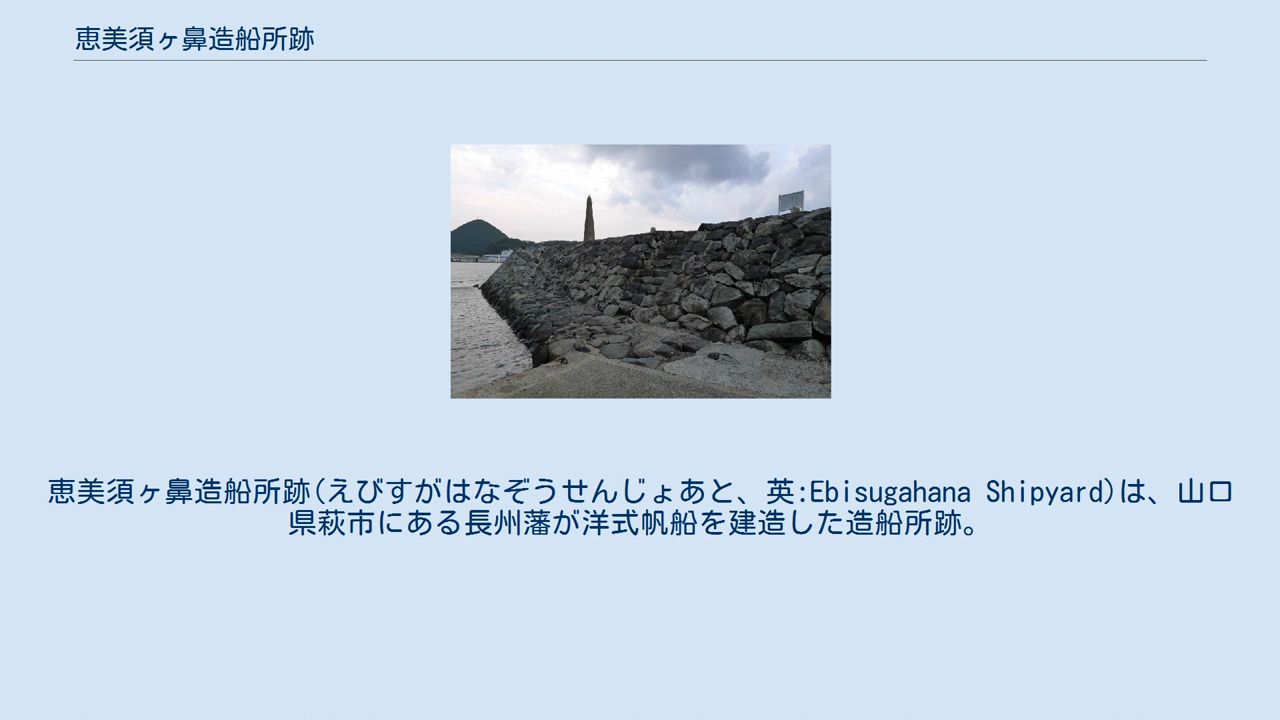 恵美須ヶ鼻造船所跡
恵美須ヶ鼻造船所跡(えびすがはなぞうせんじょあと、英:Ebisugahana Shipyard)は、山口
県萩市にある長州藩が洋式帆船を建造した造船所跡。